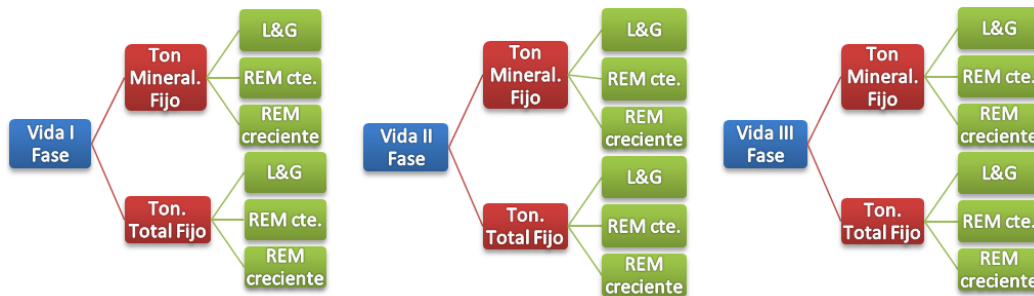 Vida I
Fase
Ton
Mineral.
Fijo
L&G
REM cte.
REM
creciente
Ton.
Total Fijo
L&G
REM cte.
REM
creciente
Vida II
Fase
Ton
Mineral.
Fijo
L&G
REM cte.
REM
creciente
Ton.
Total Fijo
L&G
REM cte.
REM
creciente
Vida III
Fase
Ton
Mineral.
Fijo
L&G
REM cte.
REM
creciente
Ton.
Total Fijo
L&G
REM cte.
REM
creciente